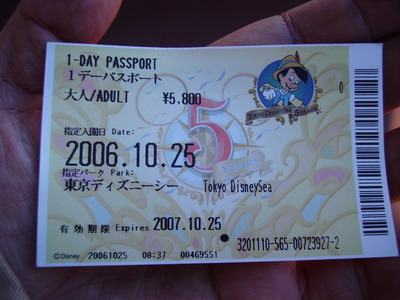 1-DAY PASSPORT
1デーパスポート
大人/ADULT ¥5,800
TOKYO DISNEYSEA
5
指定入園日 Date:
2006.10.25
指定パーク Park:
東京ディズニーシー Tokyo DisneySea
有効期限 Expires 2007.10.25
3201110-565-00723927-2
©Disney 20061025 08:37 00469551